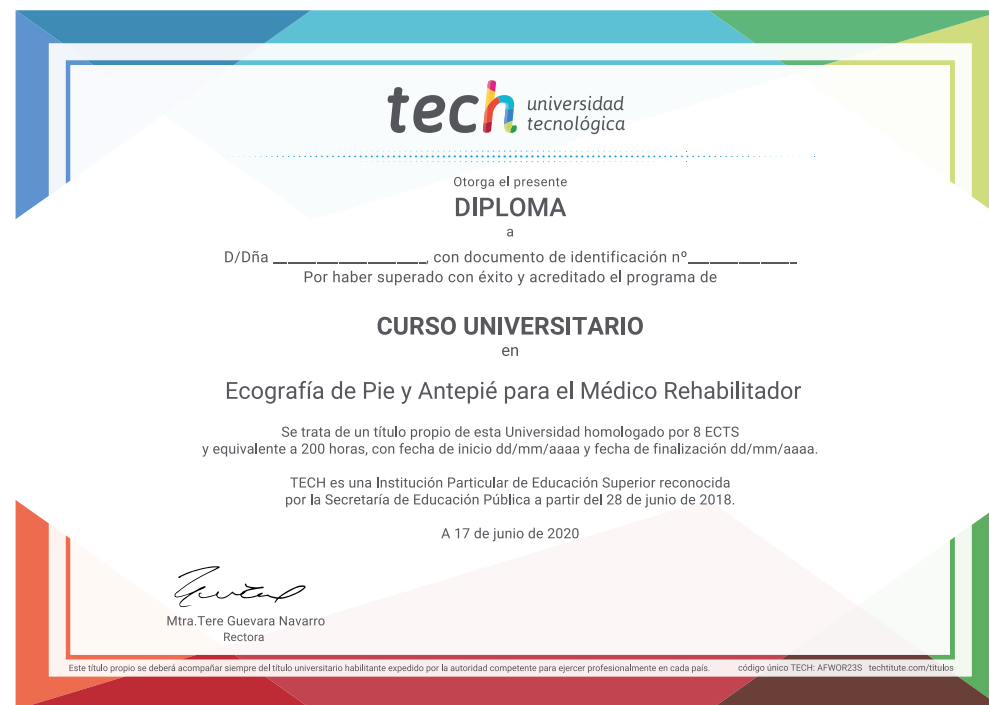 tech universidad
tecnológica
Otorga el presente
DIPLOMA
a
D/Dña ____________________, con documento de identificación nº______________
Por haber superado con éxito y acreditado el programa de
CURSO UNIVERSITARIO
en
Ecografía de Pie y Antepié para el Médico Rehabilitador
Se trata de un título propio de esta Universidad homologado por 8 ECTS
y equivalente a 200 horas, con fecha de inicio dd/mm/aaaa y fecha de finalización dd/mm/aaaa.
TECH es una Institución Particular de Educación Superior reconocida
por la Secretaría de Educación Pública a partir del 28 de junio de 2018.
A 17 de junio de 2020
Mtra.Tere Guevara Navarro
Rectora
Este título propio se deberá acompañar siempre del título universitario habilitante expedido por la autoridad competente para ejercer profesionalmente en cada país. código único TECH: AFWOR23S techtitute.com/titulos